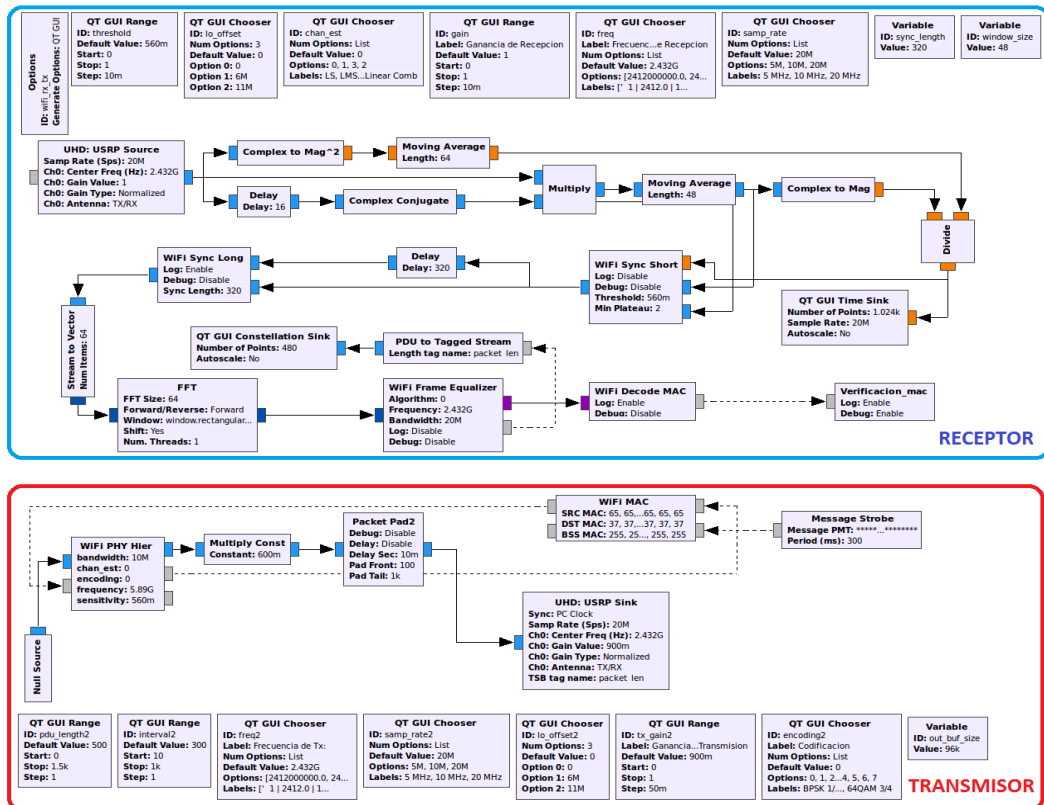 Options
ID: wifi_rx_tx
Generate Options: QT GUI
QT GUI Range
ID: threshold
Default Value: 560m
Start: 0
Stop: 1
Step: 10m
QT GUI Chooser
ID: lo_offset
Num Options: 3
Default Value: 0
Option 0: 0
Option 1: 6M
Option 2: 11M
QT GUI Chooser
ID: chan_est
Num Options: List
Default Value: 0
Options: 0, 1, 3, 2
Labels: LS, LMS...Linear Comb
QT GUI Range
ID: gain
Label: Ganancia de Recepcion
Default Value: 1
Start: 0
Stop: 1
Step: 10m
QT GUI Chooser
ID: freq
Label: Frecuenc...e Recepcion
Num Options: List
Default Value: 2.432G
Options: [2412000000.0, 24...
Labels: [' 1 | 2412.0 | 1...
QT GUI Chooser
ID: samp_rate
Num Options: List
Default Value: 20M
Options: 5M, 10M, 20M
Labels: 5 MHz, 10 MHz, 20 MHz
Variable
ID: sync_length
Value: 320
Variable
ID: window_size
Value: 48
UHD: USRP Source
Samp Rate (Sps): 20M
Ch0: Center Freq (Hz): 2.432G
Ch0: Gain Value: 1
Ch0: Gain Type: Normalized
Ch0: Antenna: TX/RX
Complex to Mag^2
Moving Average
Length: 64
Delay
Delay: 16
Complex Conjugate
Multiply
Moving Average
Length: 48
Complex to Mag
Divide
WiFi Sync Long
Log: Enable
Debug: Disable
Sync Length: 320
Delay
Delay: 320
WiFi Sync Short
Log: Disable
Debug: Disable
Threshold: 560m
Min Plateau: 2
QT GUI Time Sink
Number of Points: 1.024k
Sample Rate: 20M
Autoscale: No
Stream to Vector
Num Items: 64
QT GUI Constellation Sink
Number of Points: 480
Autoscale: No
PDU to Tagged Stream
Length tag name: packet_len
FFT
FFT Size: 64
Forward/Reverse: Forward
Window: window.rectangular...
Shift: Yes
Num. Threads: 1
WiFi Frame Equalizer
Algorithm: 0
Frequency: 2.432G
Bandwidth: 20M
Log: Disable
Debug: Disable
WiFi Decode MAC
Log: Enable
Debug: Disable
Verificacion_mac
Log: Enable
Debug: Enable
RECEPTOR
WiFi MAC
SRC MAC: 65, 65,...65, 65, 65
DST MAC: 37, 37,...37, 37, 37
BSS MAC: 255, 25..., 255, 255
Message Strobe
Message PMT: *****...********
Period (ms): 300
WiFi PHY Hier
bandwidth: 10M
chan_est: 0
encoding: 0
frequency: 5.89G
sensitivity: 560m
Multiply Const
Constant: 600m
Packet Pad2
Debug: Disable
Delay: Disable
Delay Sec: 10m
Pad Front: 100
Pad Tail: 1k
UHD: USRP Sink
Sync: PC Clock
Samp Rate (Sps): 20M
Ch0: Center Freq (Hz): 2.432G
Ch0: Gain Value: 900m
Ch0: Gain Type: Normalized
Ch0: Antenna: TX/RX
TSB tag name: packet_len
Null Source
QT GUI Range
ID: pdu_length2
Default Value: 500
Start: 0
Stop: 1.5k
Step: 1
QT GUI Range
ID: interval2
Default Value: 300
Start: 10
Stop: 1k
Step: 1
QT GUI Chooser
ID: freq2
Label: Frecuencia de Tx:
Num Options: List
Default Value: 2.432G
Options: [2412000000.0, 24...
Labels: [' 1 | 2412.0 | 1...
QT GUI Chooser
ID: samp_rate2
Num Options: List
Default Value: 20M
Options: 5M, 10M, 20M
Labels: 5 MHz, 10 MHz, 20 MHz
QT GUI Chooser
ID: lo_offset2
Num Options: 3
Default Value: 0
Option 0: 0
Option 1: 6M
Option 2: 11M
QT GUI Range
ID: tx_gain2
Label: Ganancia...Transmision
Default Value: 900m
Start: 0
Stop: 1
Step: 50m
QT GUI Chooser
ID: encoding2
Label: Codificacion
Num Options: List
Default Value: 0
Options: 0, 1, 2...4, 5, 6, 7
Labels: BPSK 1/..., 64QAM 3/4
Variable
ID: out_buf_size
Value: 96k
TRANSMISOR